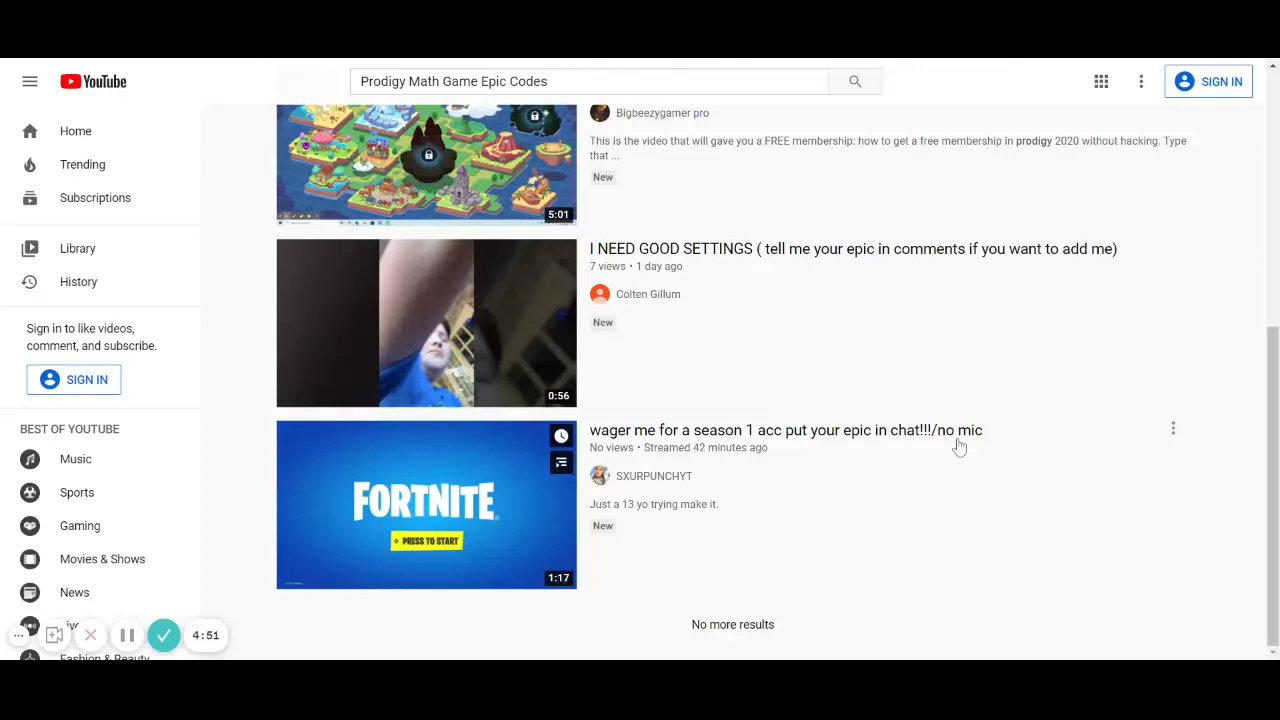 YouTube
Prodigy Math Game Epic Codes
SIGN IN
Home
Trending
Subscriptions
Library
History
Sign in to like videos,
comment, and subscribe.
SIGN IN
BEST OF YOUTUBE
Music
Sports
Gaming
Movies & Shows
News
Fashion & Beauty
4:51
5:01
Bigbeezygamer pro
This is the video that will gave you a FREE membership: how to get a free membership in prodigy 2020 without hacking. Type
that ...
New
0:56
I NEED GOOD SETTINGS ( tell me your epic in comments if you want to add me)
7 views • 1 day ago
Colten Gillum
New
FORTNITE
PRESS TO START
1:17
wager me for a season 1 acc put your epic in chat!!!/no mic
No views • Streamed 42 minutes ago
SXURPUNCHYT
Just a 13 yo trying make it.
New
No more results